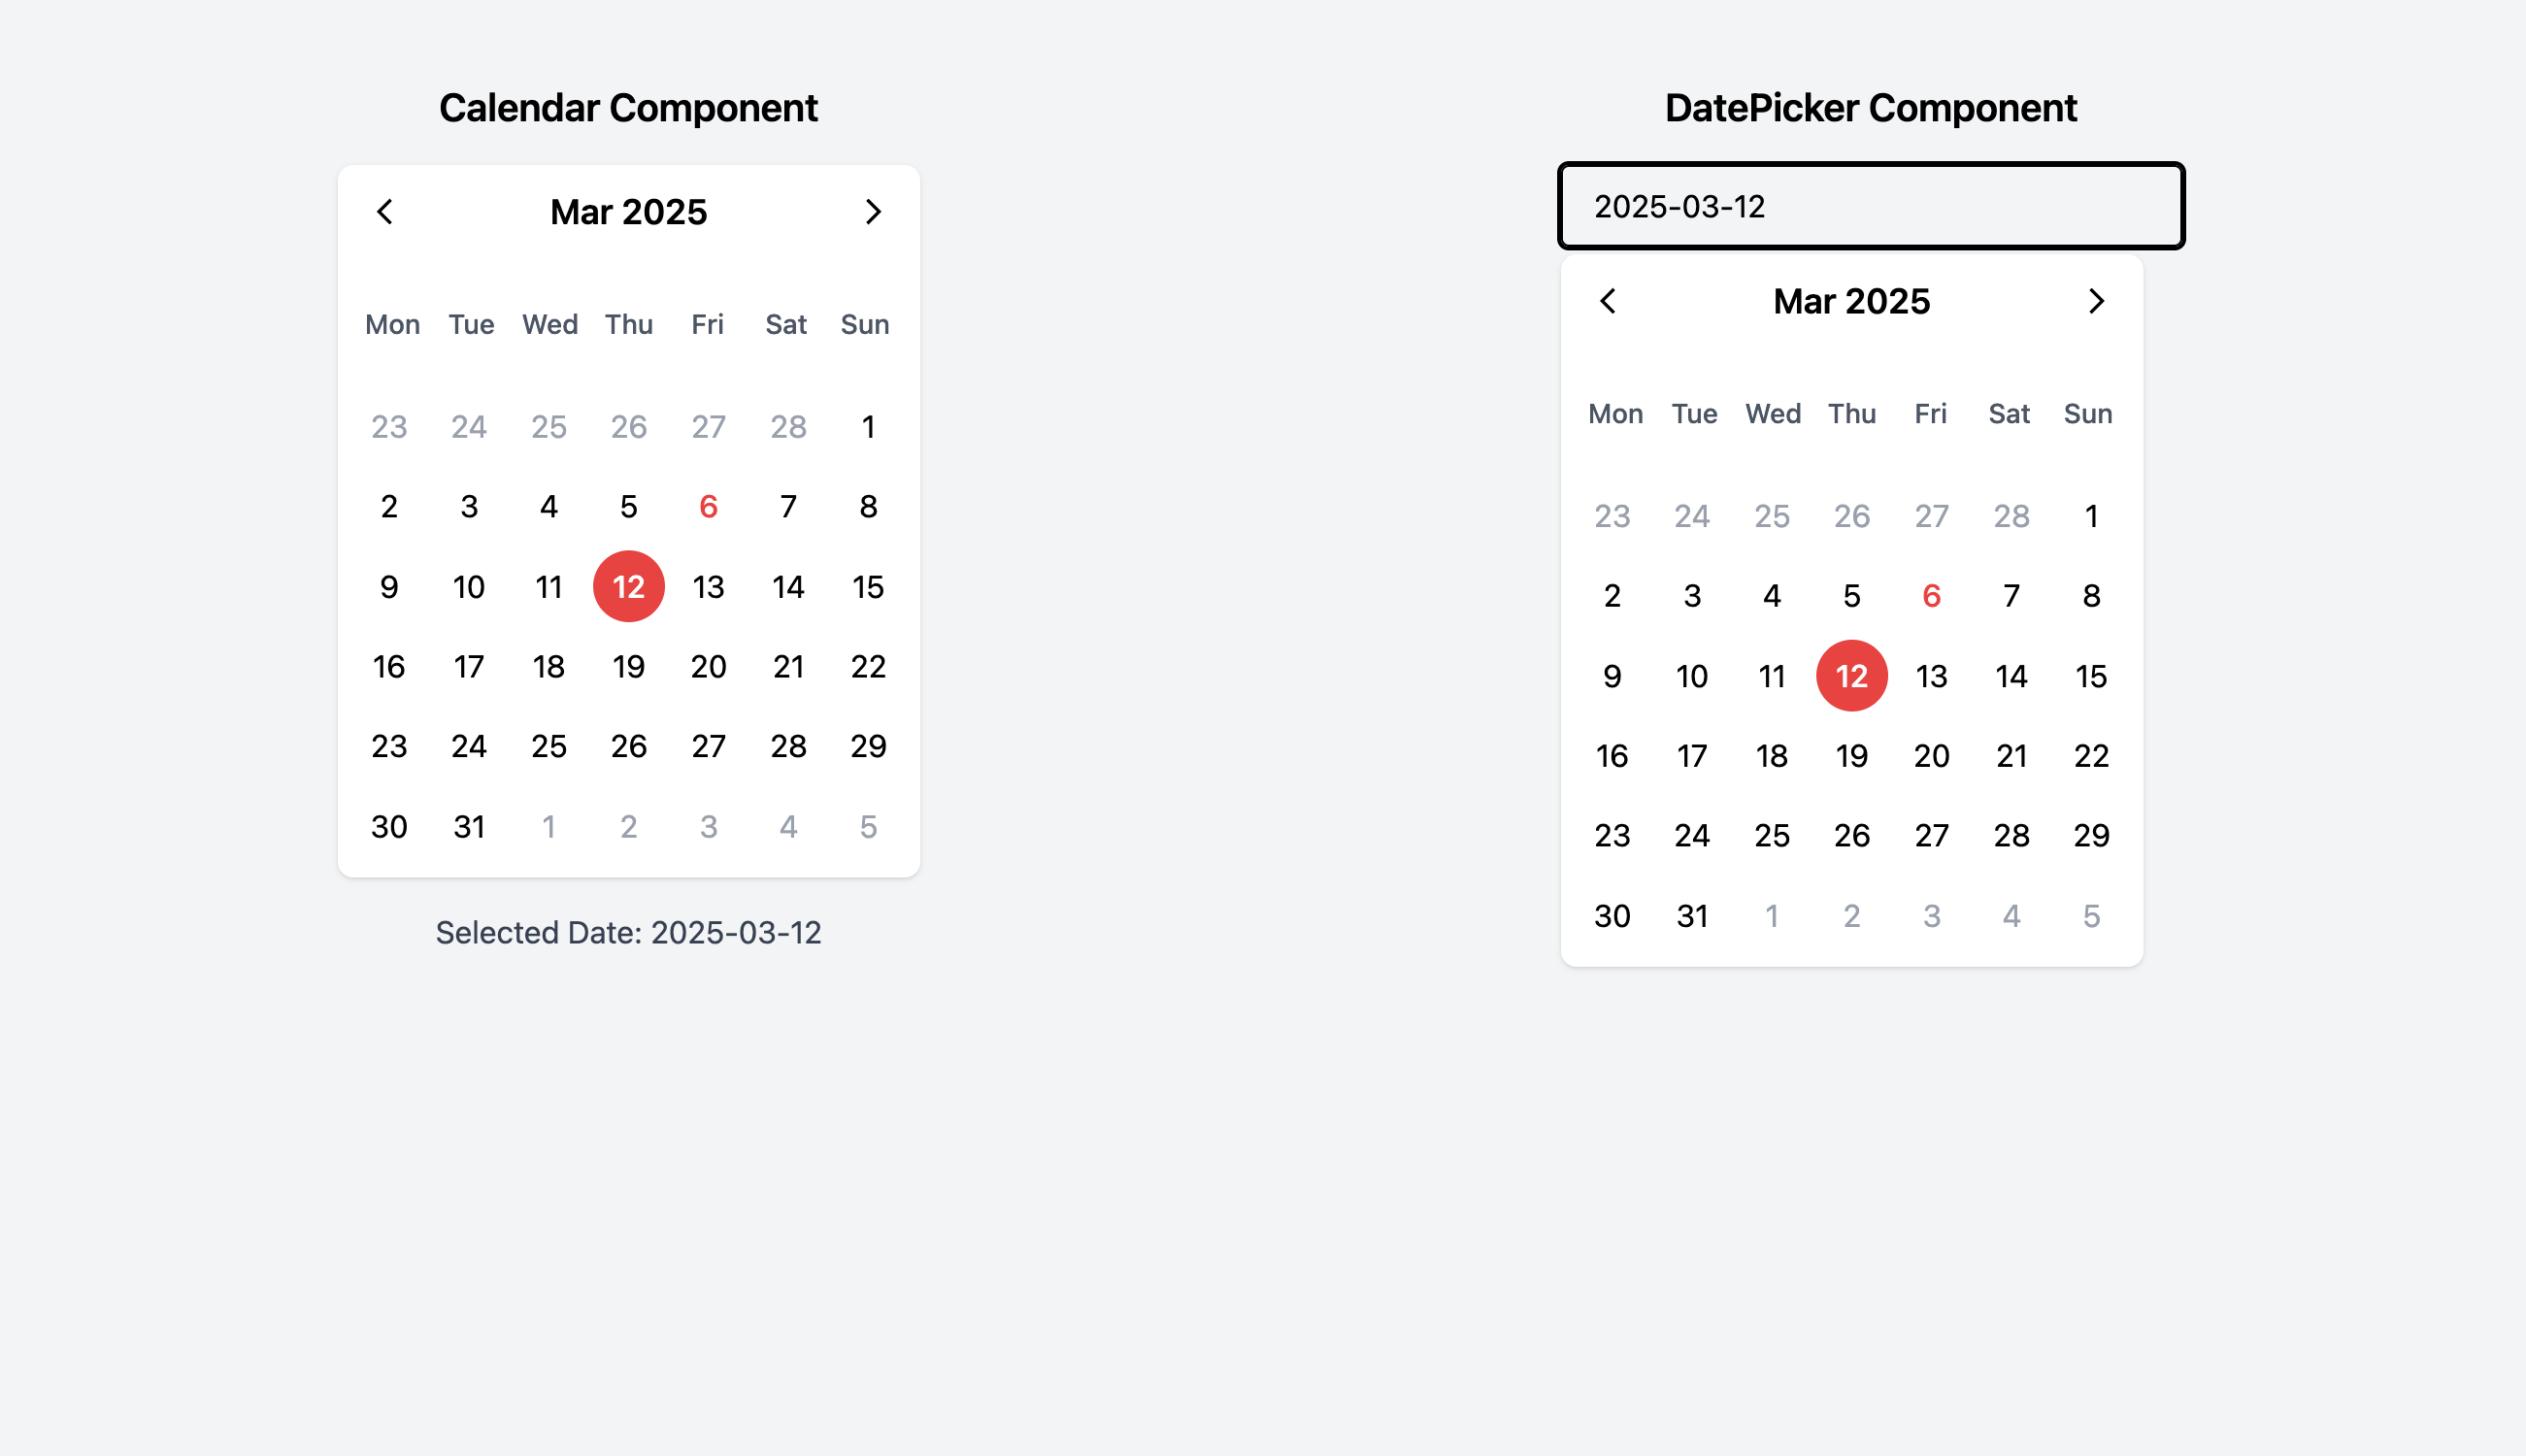 Calendar Component
Mar 2025
Mon Tue Wed Thu Fri Sat Sun
23 24 25 26 27 28 1
2 3 4 5 6 7 8
9 10 11 12 13 14 15
16 17 18 19 20 21 22
23 24 25 26 27 28 29
30 31 1 2 3 4 5
Selected Date: 2025-03-12
DatePicker Component
2025-03-12
Mar 2025
Mon Tue Wed Thu Fri Sat Sun
23 24 25 26 27 28 1
2 3 4 5 6 7 8
9 10 11 12 13 14 15
16 17 18 19 20 21 22
23 24 25 26 27 28 29
30 31 1 2 3 4 5